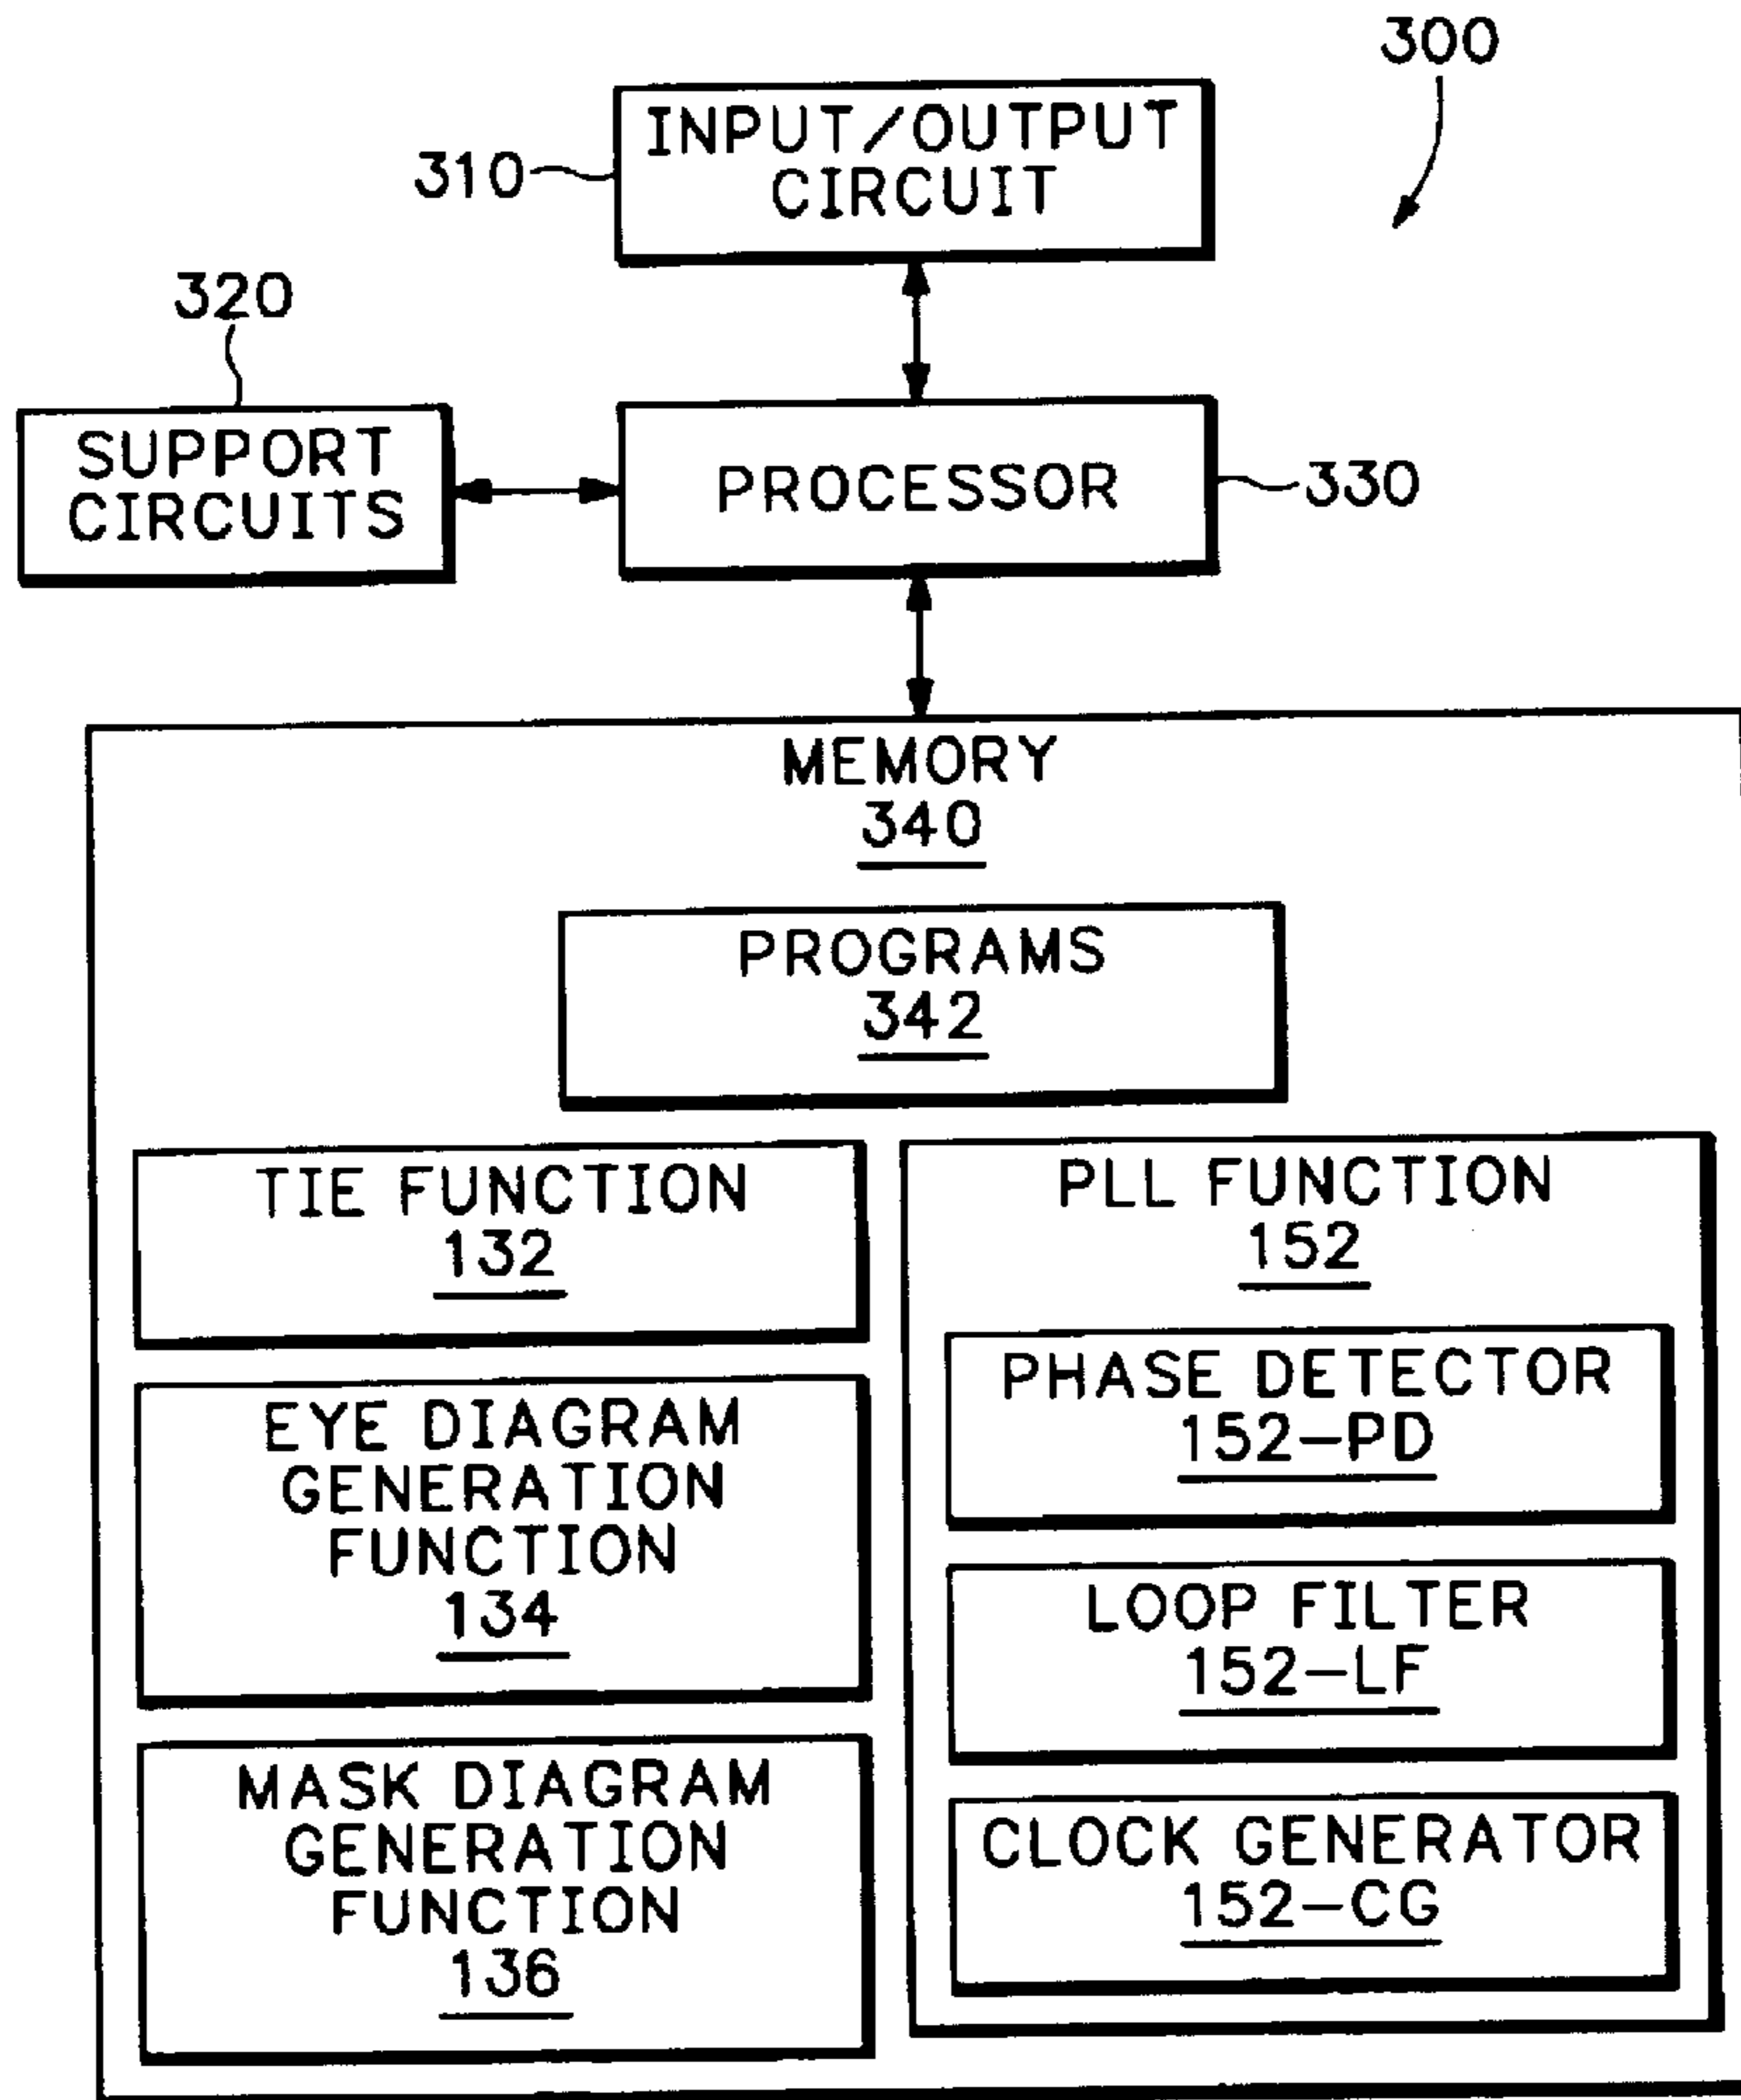 300
INPUT/OUTPUT
CIRCUIT
310
320
SUPPORT
CIRCUITS
PROCESSOR
330
MEMORY
340
PROGRAMS
342
TIE FUNCTION
132
EYE DIAGRAM
GENERATION
FUNCTION
134
MASK DIAGRAM
GENERATION
FUNCTION
136
PLL FUNCTION
152
PHASE DETECTOR
152-PD
LOOP FILTER
152-LF
CLOCK GENERATOR
152-CG